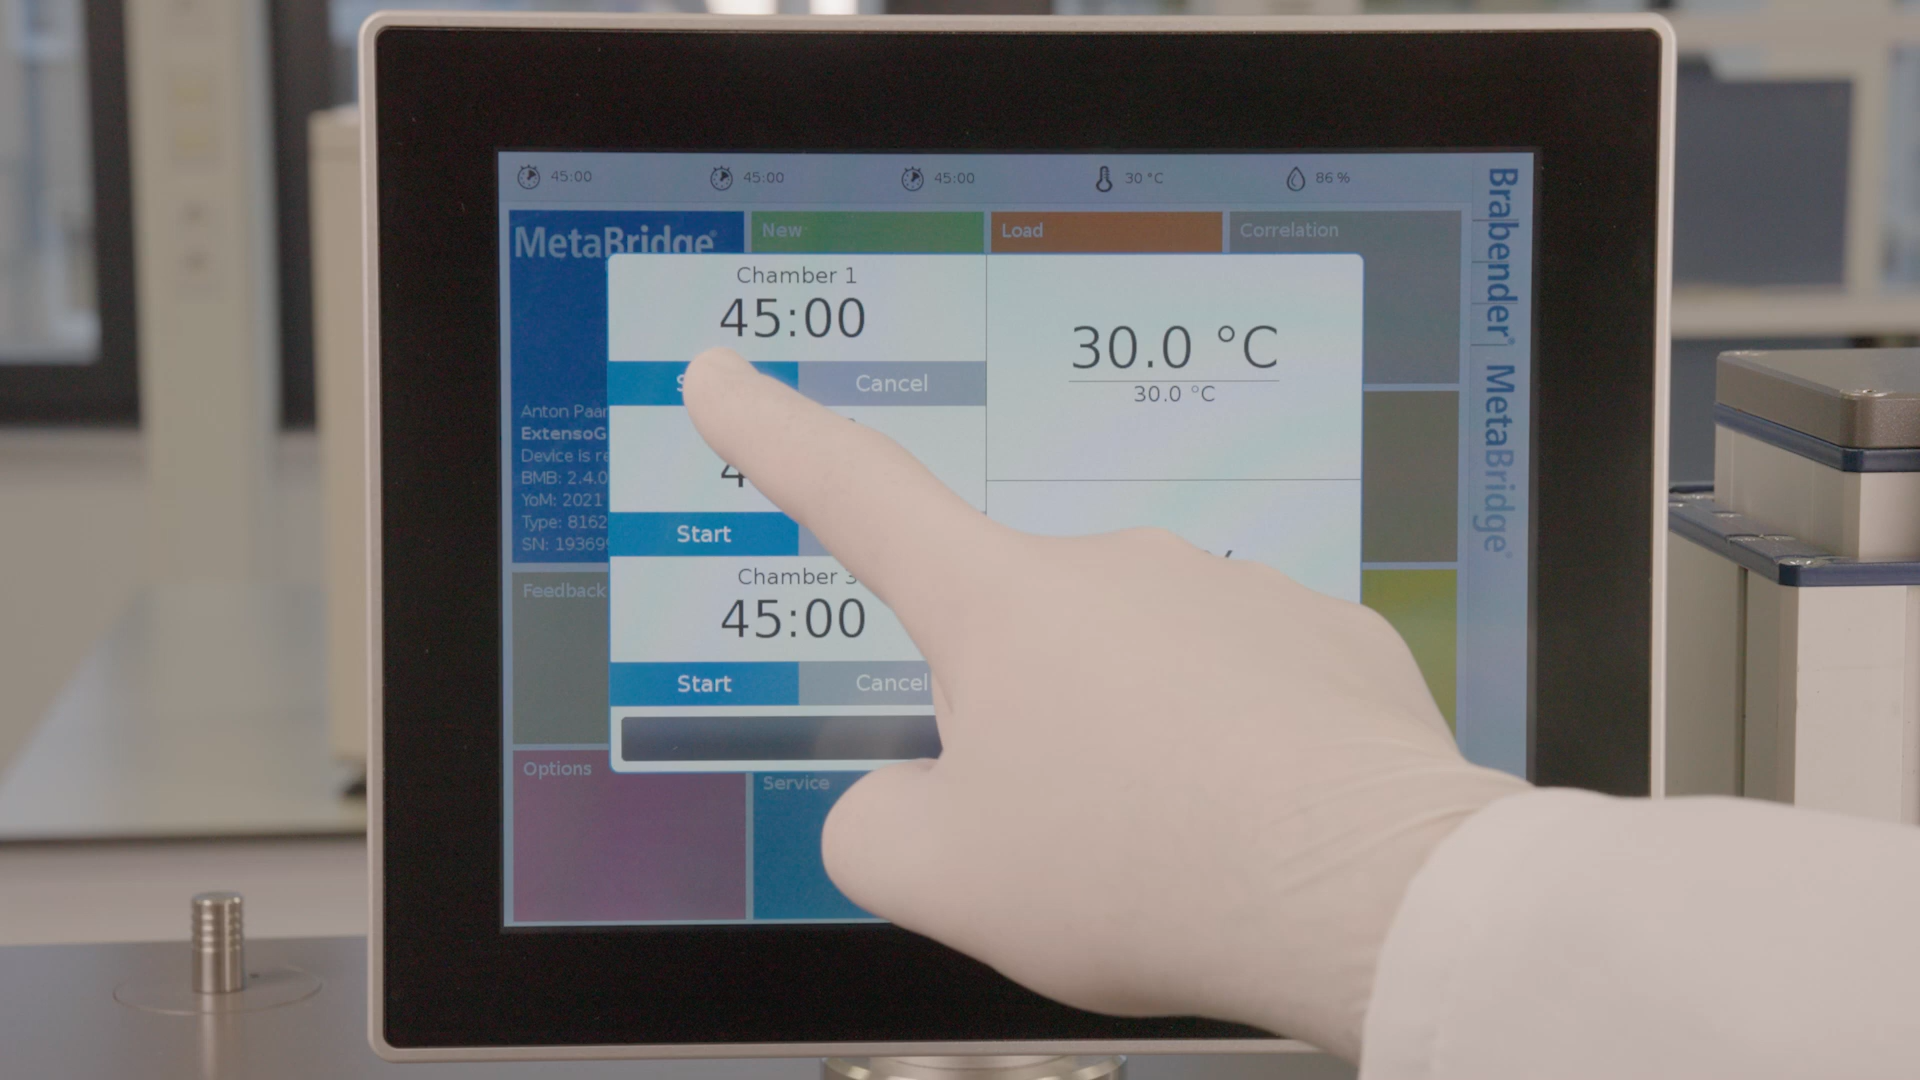 45:00 45:00 45:00 30 °C 86 %
MetaBridge®
New
Load
Correlation
Chamber 1
45:00
Cancel
30.0 °C
30.0 °C
Anton Paar
Device is
BMB: 2.4.0
YoM: 2021
Type: 8162
SN: 19369
Start
Chamber 3
45:00
Start Cancel
Feedback
Options
Service
Brabender® MetaBridge®